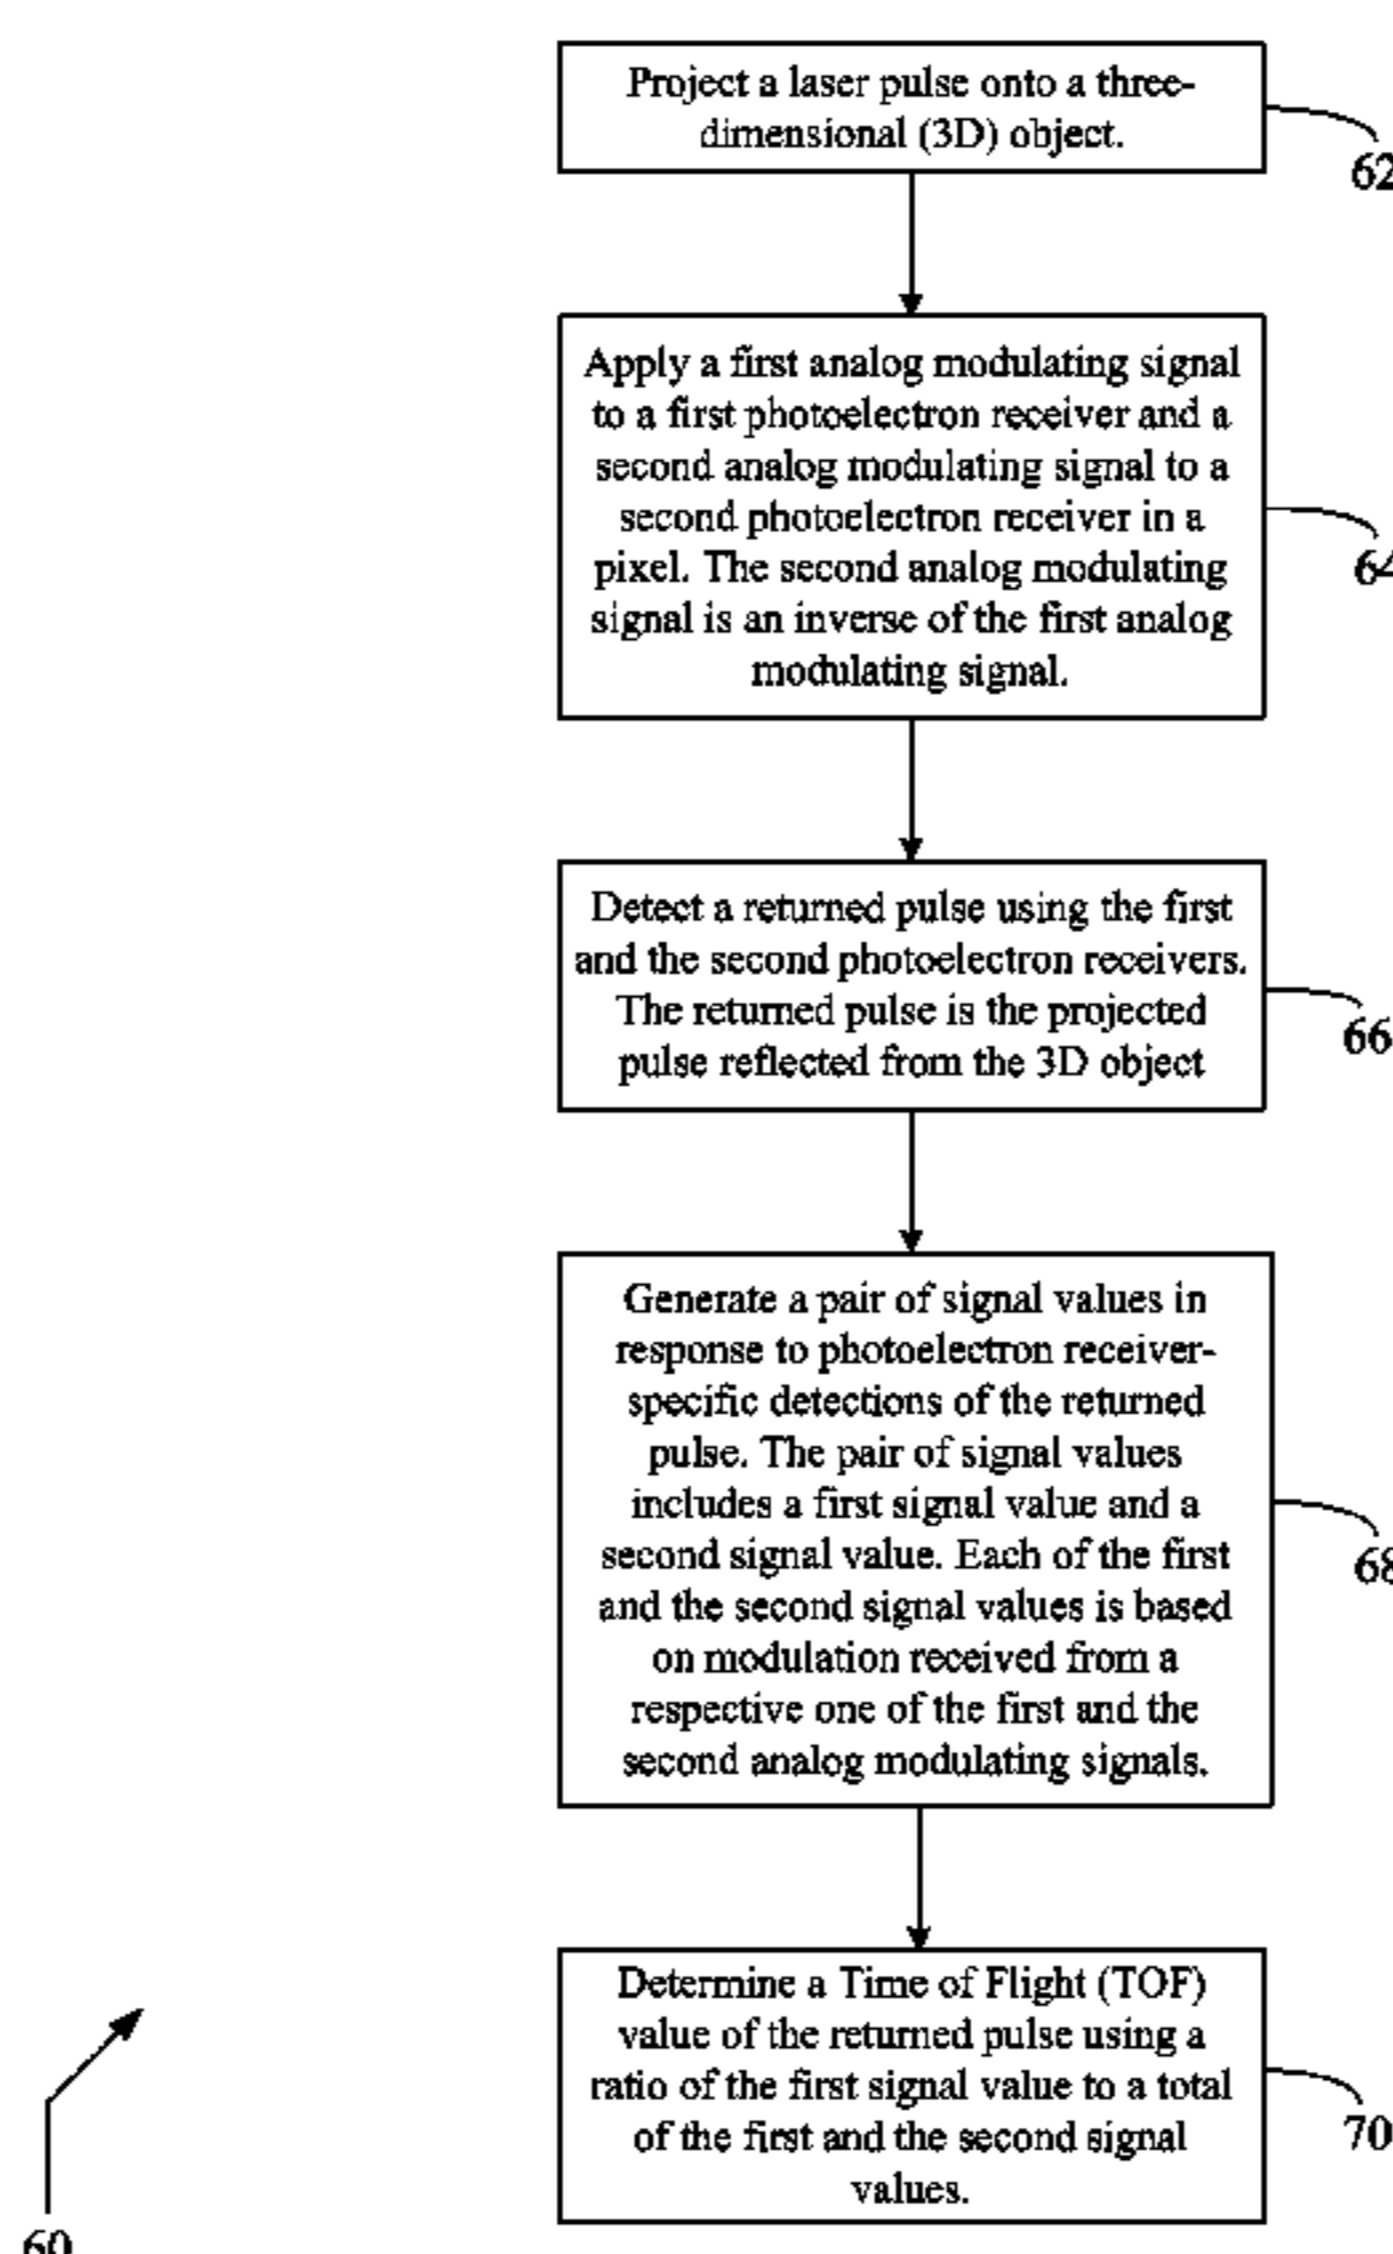 Project a laser pulse onto a three-
dimensional (3D) object.
62
Apply a first analog modulating signal
to a first photoelectron receiver and a
second analog modulating signal to a
second photoelectron receiver in a
pixel. The second analog modulating
signal is an inverse of the first analog
modulating signal.
64
Detect a returned pulse using the first
and the second photoelectron receivers.
The returned pulse is the projected
pulse reflected from the 3D object
66
Generate a pair of signal values in
response to photoelectron receiver-
specific detections of the returned
pulse. The pair of signal values
includes a first signal value and a
second signal value. Each of the first
and the second signal values is based
on modulation received from a
respective one of the first and the
second analog modulating signals.
68
Determine a Time of Flight (TOF)
value of the returned pulse using a
ratio of the first signal value to a total
of the first and the second signal
values.
70
60